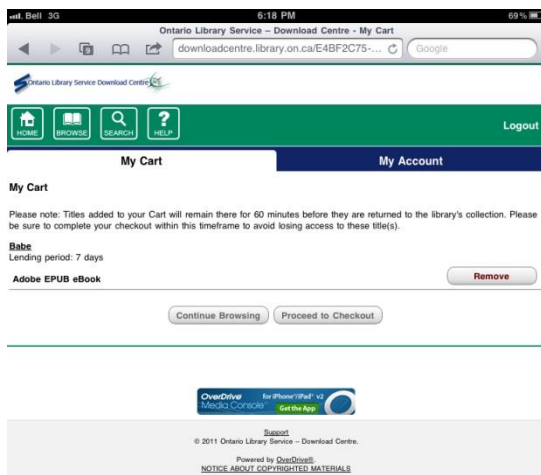 Bell 3G 6:18 PM 69%
Ontario Library Service – Download Centre - My Cart
downloadcentre.library.on.ca/E4BF2C75-... Google
Ontario Library Service Download Centre
HOME BROWSE SEARCH HELP Logout
My Cart My Account
My Cart
Please note: Titles added to your Cart will remain there for 60 minutes before they are returned to the library's collection. Please
be sure to complete your checkout within this timeframe to avoid losing access to these title(s).
Babe
Lending period: 7 days
Adobe EPUB eBook Remove
Continue Browsing Proceed to Checkout
OverDrive for iPhone®/iPad® v2
Media Console™ Get the App
Support
© 2011 Ontario Library Service – Download Centre.
Powered by OverDrive®.
NOTICE ABOUT COPYRIGHTED MATERIALS